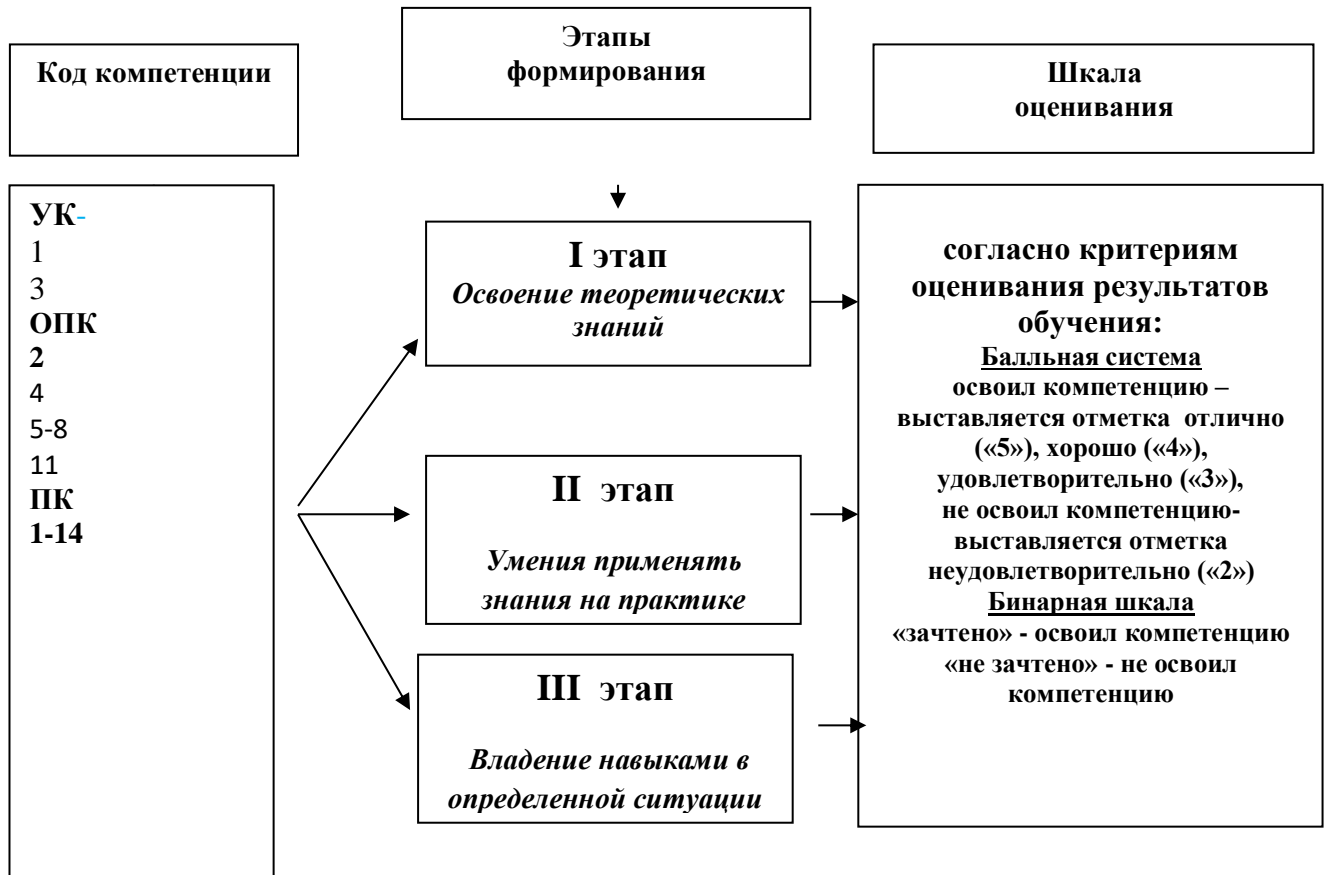 Код компетенции
Этапы
формирования
Шкала
оценивания
УК-
1
3
ОПК
2
4
5-8
11
ПК
1-14
I этап
Освоение теоретических
знаний
II этап
Умения применять
знания на практике
III этап
Владение навыками в
определенной ситуации
согласно критериям
оценивания результатов
обучения:
Балльная система
освоил компетенцию –
выставляется отметка отлично
(«5»), хорошо («4»),
удовлетворительно («3»),
не освоил компетенцию-
выставляется отметка
неудовлетворительно («2»)
Бинарная шкала
«зачтено» - освоил компетенцию
«не зачтено» - не освоил
компетенцию